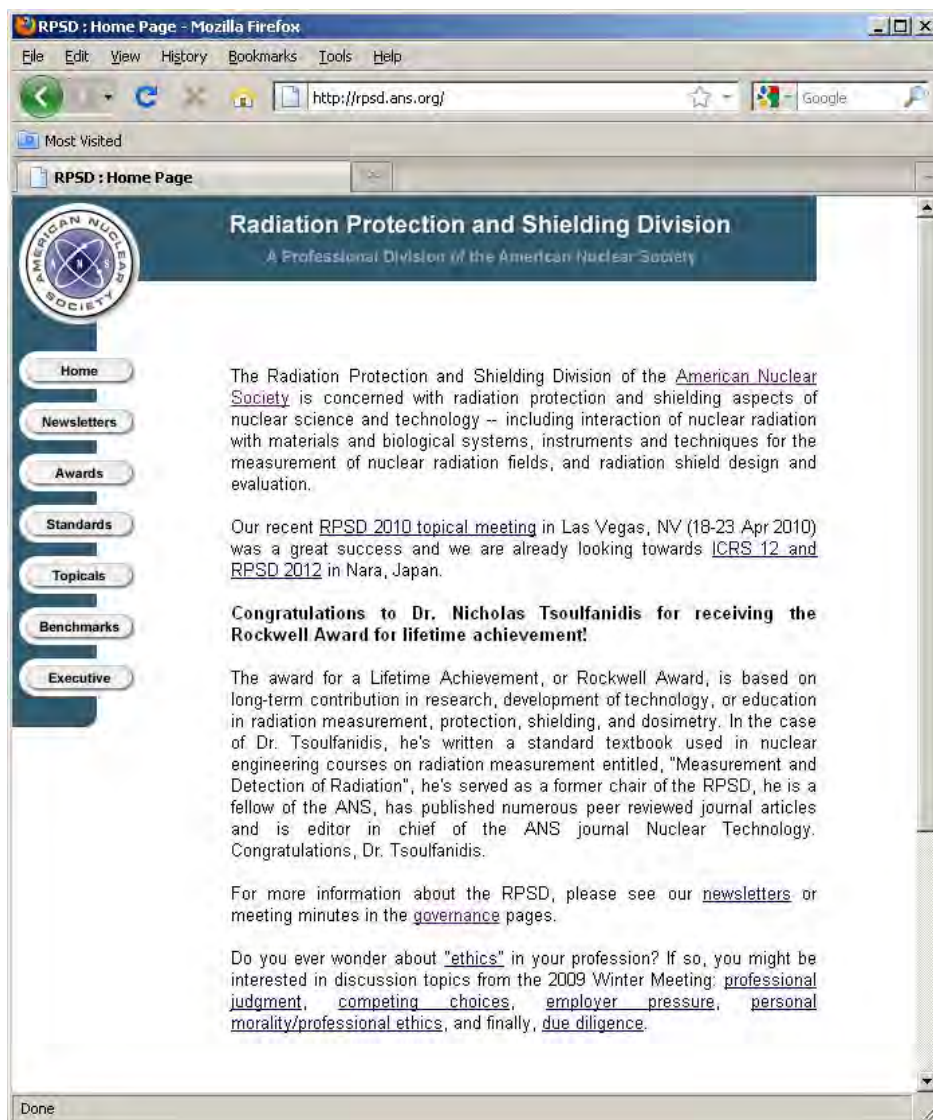 RPSD : Home Page - Mozilla Firefox
File Edit View History Bookmarks Tools Help
http://rpsd.ans.org/ Google
Most Visited
RPSD : Home Page
AMERICAN NUCLEAR SOCIETY
A N S
Radiation Protection and Shielding Division
A Professional Division of the American Nuclear Society
Home
Newsletters
Awards
Standards
Topicals
Benchmarks
Executive
The Radiation Protection and Shielding Division of the American Nuclear
Society is concerned with radiation protection and shielding aspects of
nuclear science and technology -- including interaction of nuclear radiation
with materials and biological systems, instruments and techniques for the
measurement of nuclear radiation fields, and radiation shield design and
evaluation.
Our recent RPSD 2010 topical meeting in Las Vegas, NV (18-23 Apr 2010)
was a great success and we are already looking towards ICRS 12 and
RPSD 2012 in Nara, Japan.
Congratulations to Dr. Nicholas Tsoulfanidis for receiving the
Rockwell Award for lifetime achievement!
The award for a Lifetime Achievement, or Rockwell Award, is based on
long-term contribution in research, development of technology, or education
in radiation measurement, protection, shielding, and dosimetry. In the case
of Dr. Tsoulfanidis, he's written a standard textbook used in nuclear
engineering courses on radiation measurement entitled, "Measurement and
Detection of Radiation", he's served as a former chair of the RPSD, he is a
fellow of the ANS, has published numerous peer reviewed journal articles
and is editor in chief of the ANS journal Nuclear Technology.
Congratulations, Dr. Tsoulfanidis.
For more information about the RPSD, please see our newsletters or
meeting minutes in the governance pages.
Do you ever wonder about "ethics" in your profession? If so, you might be
interested in discussion topics from the 2009 Winter Meeting: professional
judgment, competing choices, employer pressure, personal
morality/professional ethics, and finally, due diligence.
Done